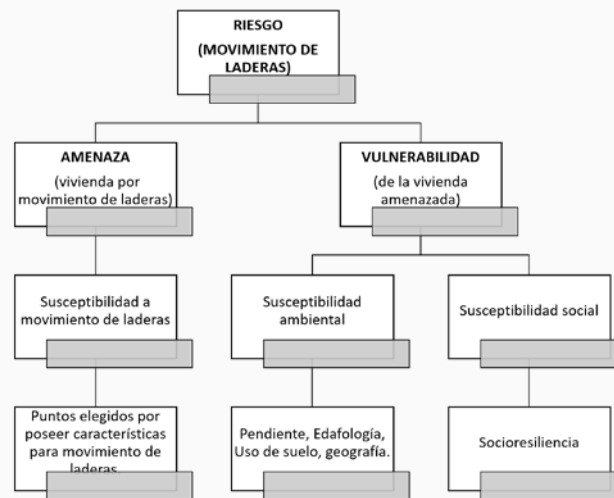 RIESGO
(MOVIMIENTO DE
LADERAS)
AMENAZA
(vivienda por
movimiento de laderas)
VULNERABILIDAD
(de la vivienda
amenazada)
Susceptibilidad a
movimiento de laderas
Susceptibilidad
ambiental
Susceptibilidad social
Puntos elegidos por
poseer características
para movimiento de
laderas
Pendiente, Edafología,
Uso de suelo, geografía.
Socioresiliencia